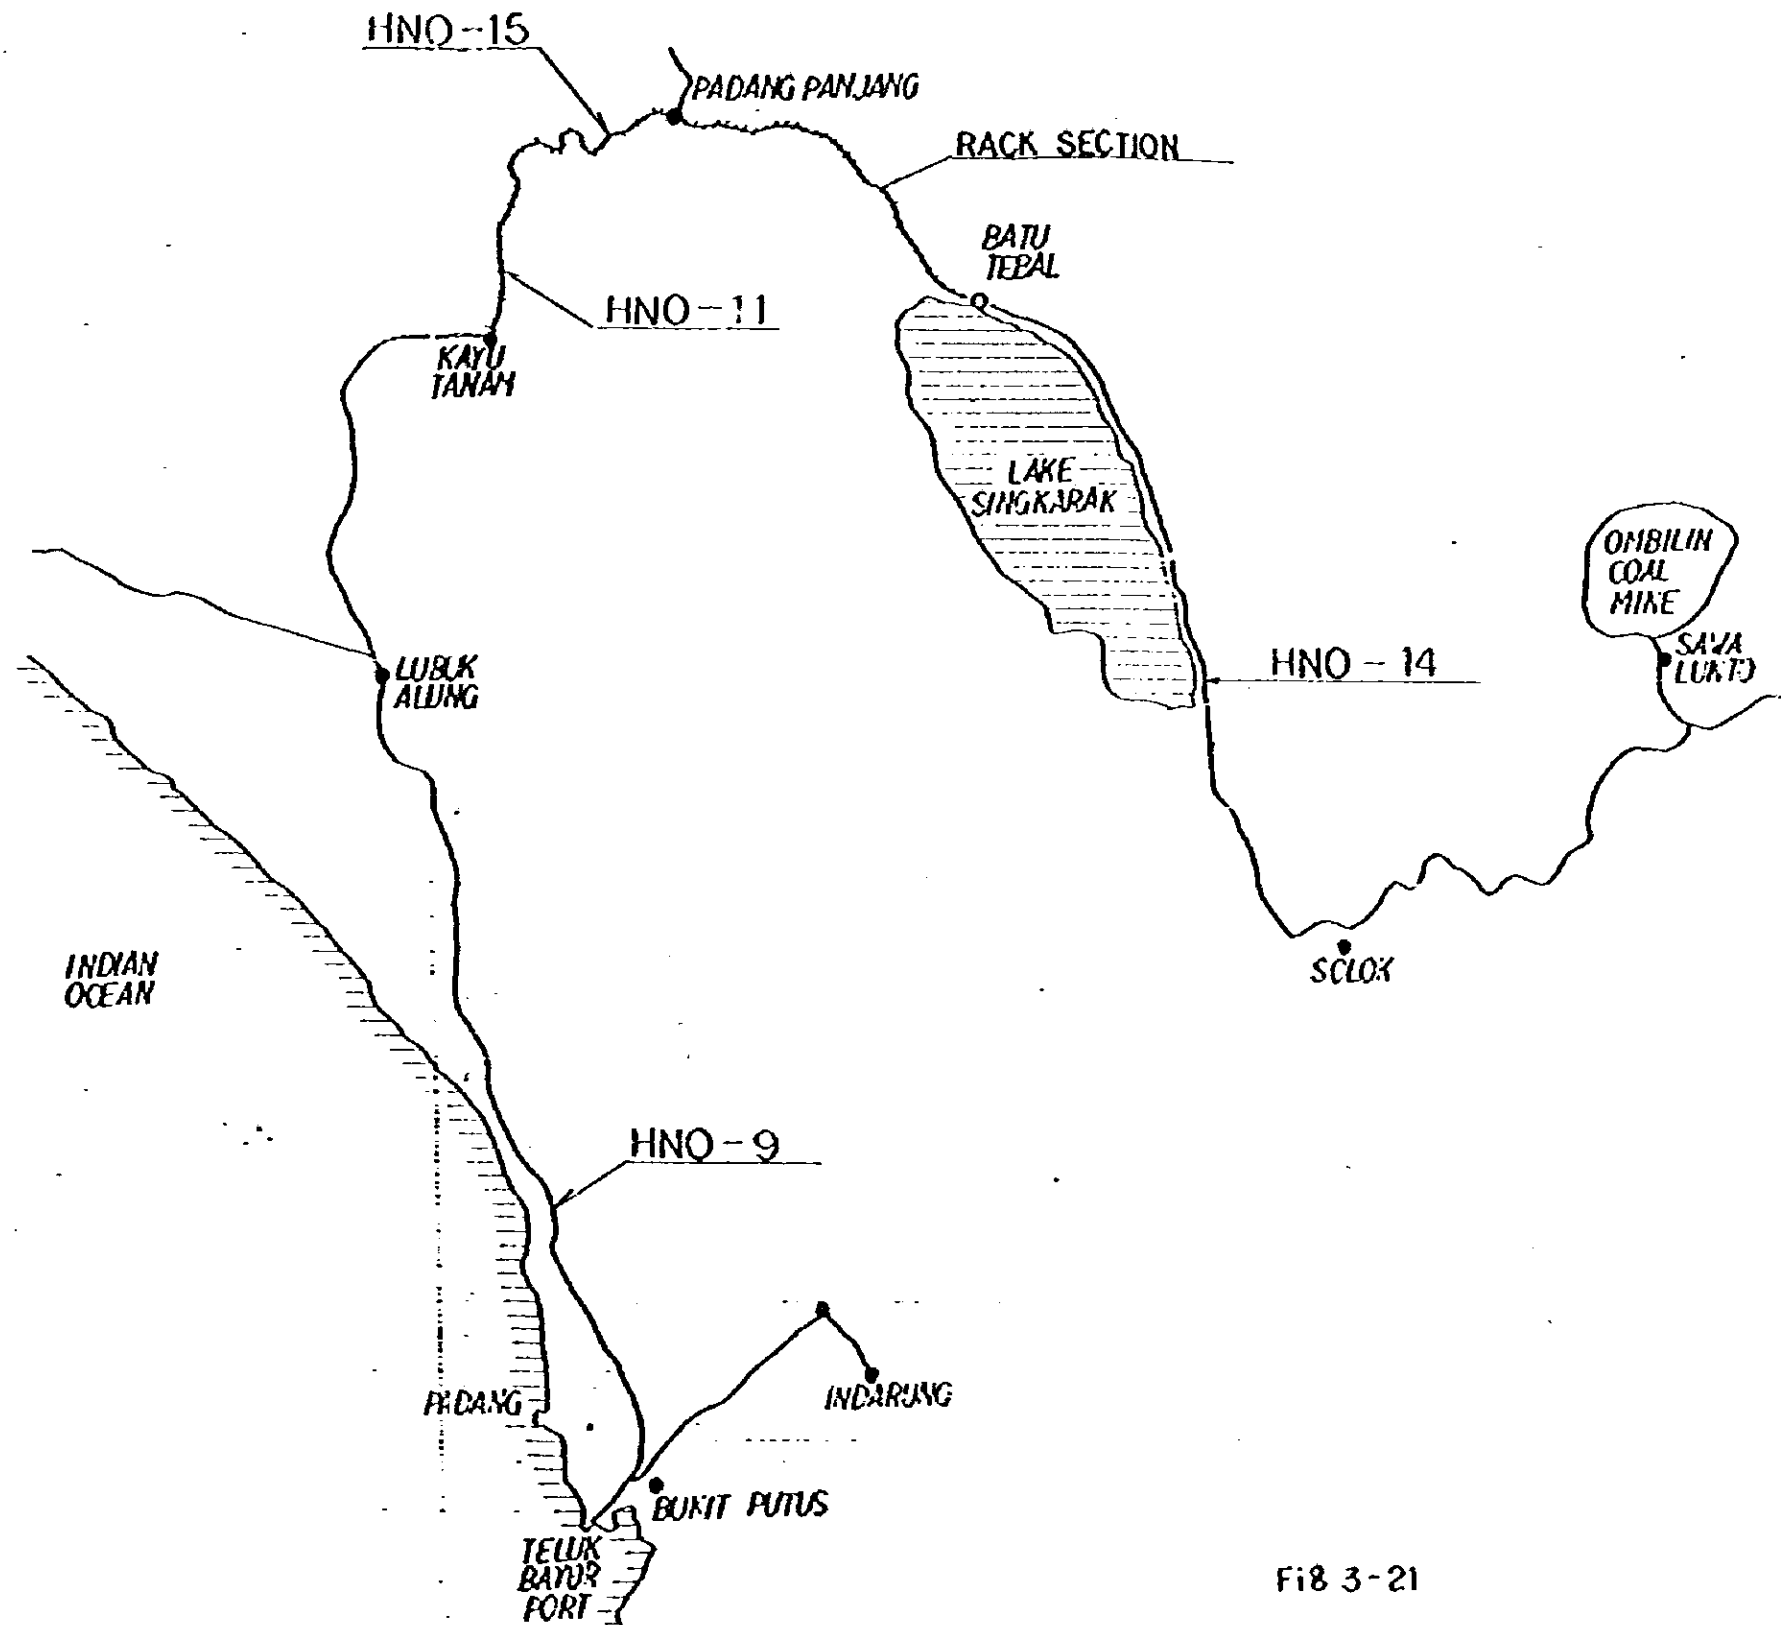 HNO-15
PADANG PANJANG
RACK SECTION
BATU
TEBAL
HNO-11
KAYU
TANAM
LAKE
SINGKARAK
OMBILIN
COAL
MINE
SAWA
LUNTO
LUBUK
ALUNG
HNO-14
INDIAN
OCEAN
SOLOK
HNO-9
PADANG
INDARUNG
BUKIT PUTUS
TELUK
BAYUR
PORT
Fig 3-21